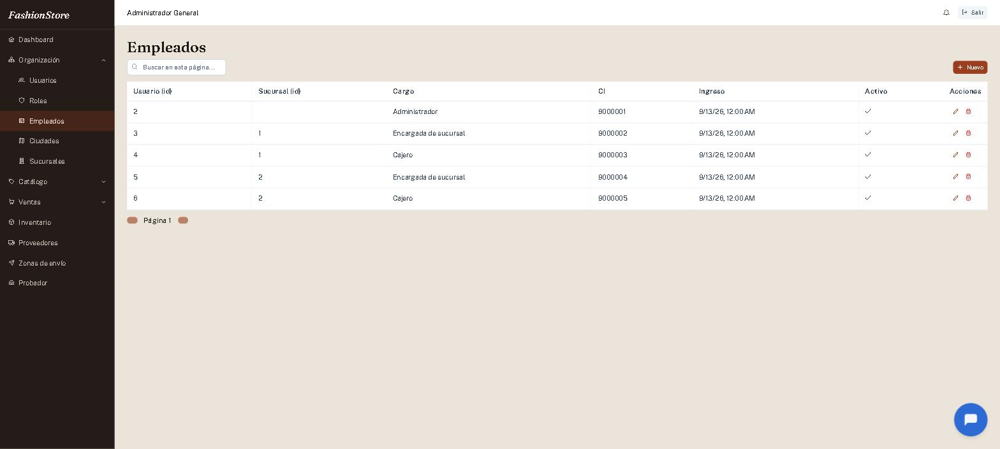 FashionStore
Administrador General
Salir
Dashboard
Organización
Usuarios
Roles
Empleados
Ciudades
Sucursales
Catálogo
Ventas
Inventario
Proveedores
Zonas de envío
Probador
Empleados
Buscar en esta página...
+ Nuevo
Usuario (id) Sucursal (id) Cargo CI Ingreso Activo Acciones
2 Administrador 9000001 9/13/26, 12:00 AM
3 1 Encargada de sucursal 9000002 9/13/26, 12:00 AM
4 1 Cajero 9000003 9/13/26, 12:00 AM
5 2 Encargada de sucursal 9000004 9/13/26, 12:00 AM
6 2 Cajero 9000005 9/13/26, 12:00 AM
Página 1